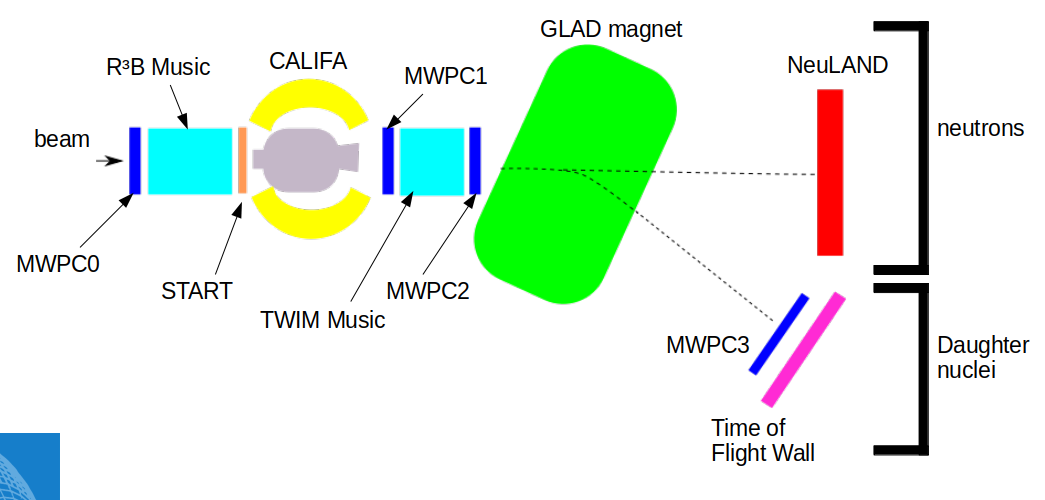 GLAD magnet
CALIFA
R³B Music
MWPC1
NeuLAND
beam
neutrons
MWPC0
START
MWPC2
TWIM Music
MWPC3
Daughter
nuclei
Time of
Flight Wall